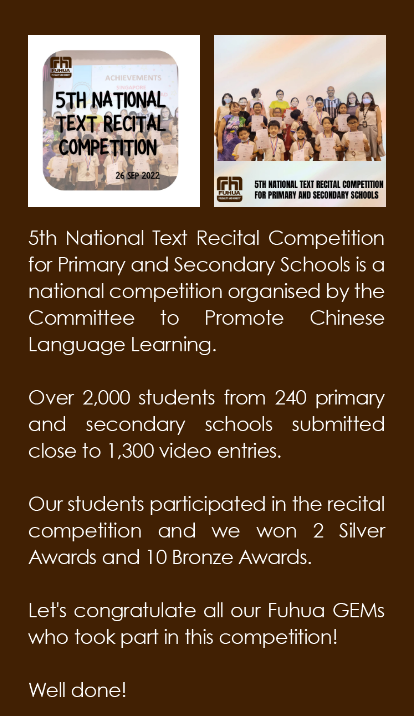 FUHUA
ACHIEVEMENTS
5TH NATIONAL
TEXT RECITAL
COMPETITION
26 SEP 2022
FUHUA
5TH NATIONAL TEXT RECITAL COMPETITION
FOR PRIMARY AND SECONDARY SCHOOLS
5th National Text Recital Competition
for Primary and Secondary Schools is a
national competition organised by the
Committee to Promote Chinese
Language Learning.
Over 2,000 students from 240 primary
and secondary schools submitted
close to 1,300 video entries.
Our students participated in the recital
competition and we won 2 Silver
Awards and 10 Bronze Awards.
Let's congratulate all our Fuhua GEMs
who took part in this competition!
Well done!